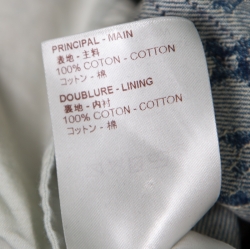 PRINCIPAL - MAIN
表地 - 主料
100% COTON - COTTON
コットン - 棉
DOUBLURE - LINING
裏地 - 内衬
100% COTON - COTTON
コットン - 棉